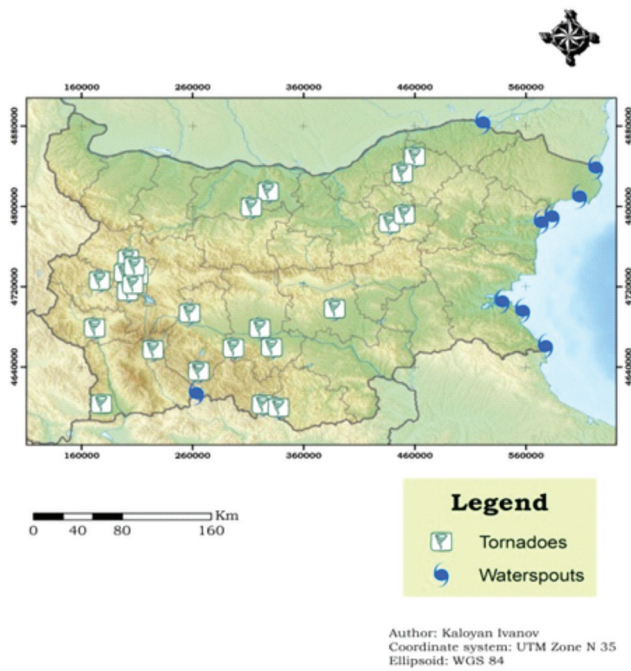 160000 260000 360000 460000 560000
4880000 4880000
4800000 4800000
4720000 4720000
4640000 4640000
160000 260000 360000 460000 560000
Km
0 40 80 160
Legend
Tornadoes
Waterspouts
Author: Kaloyan Ivanov
Coordinate system: UTM Zone N 35
Ellipsoid: WGS 84